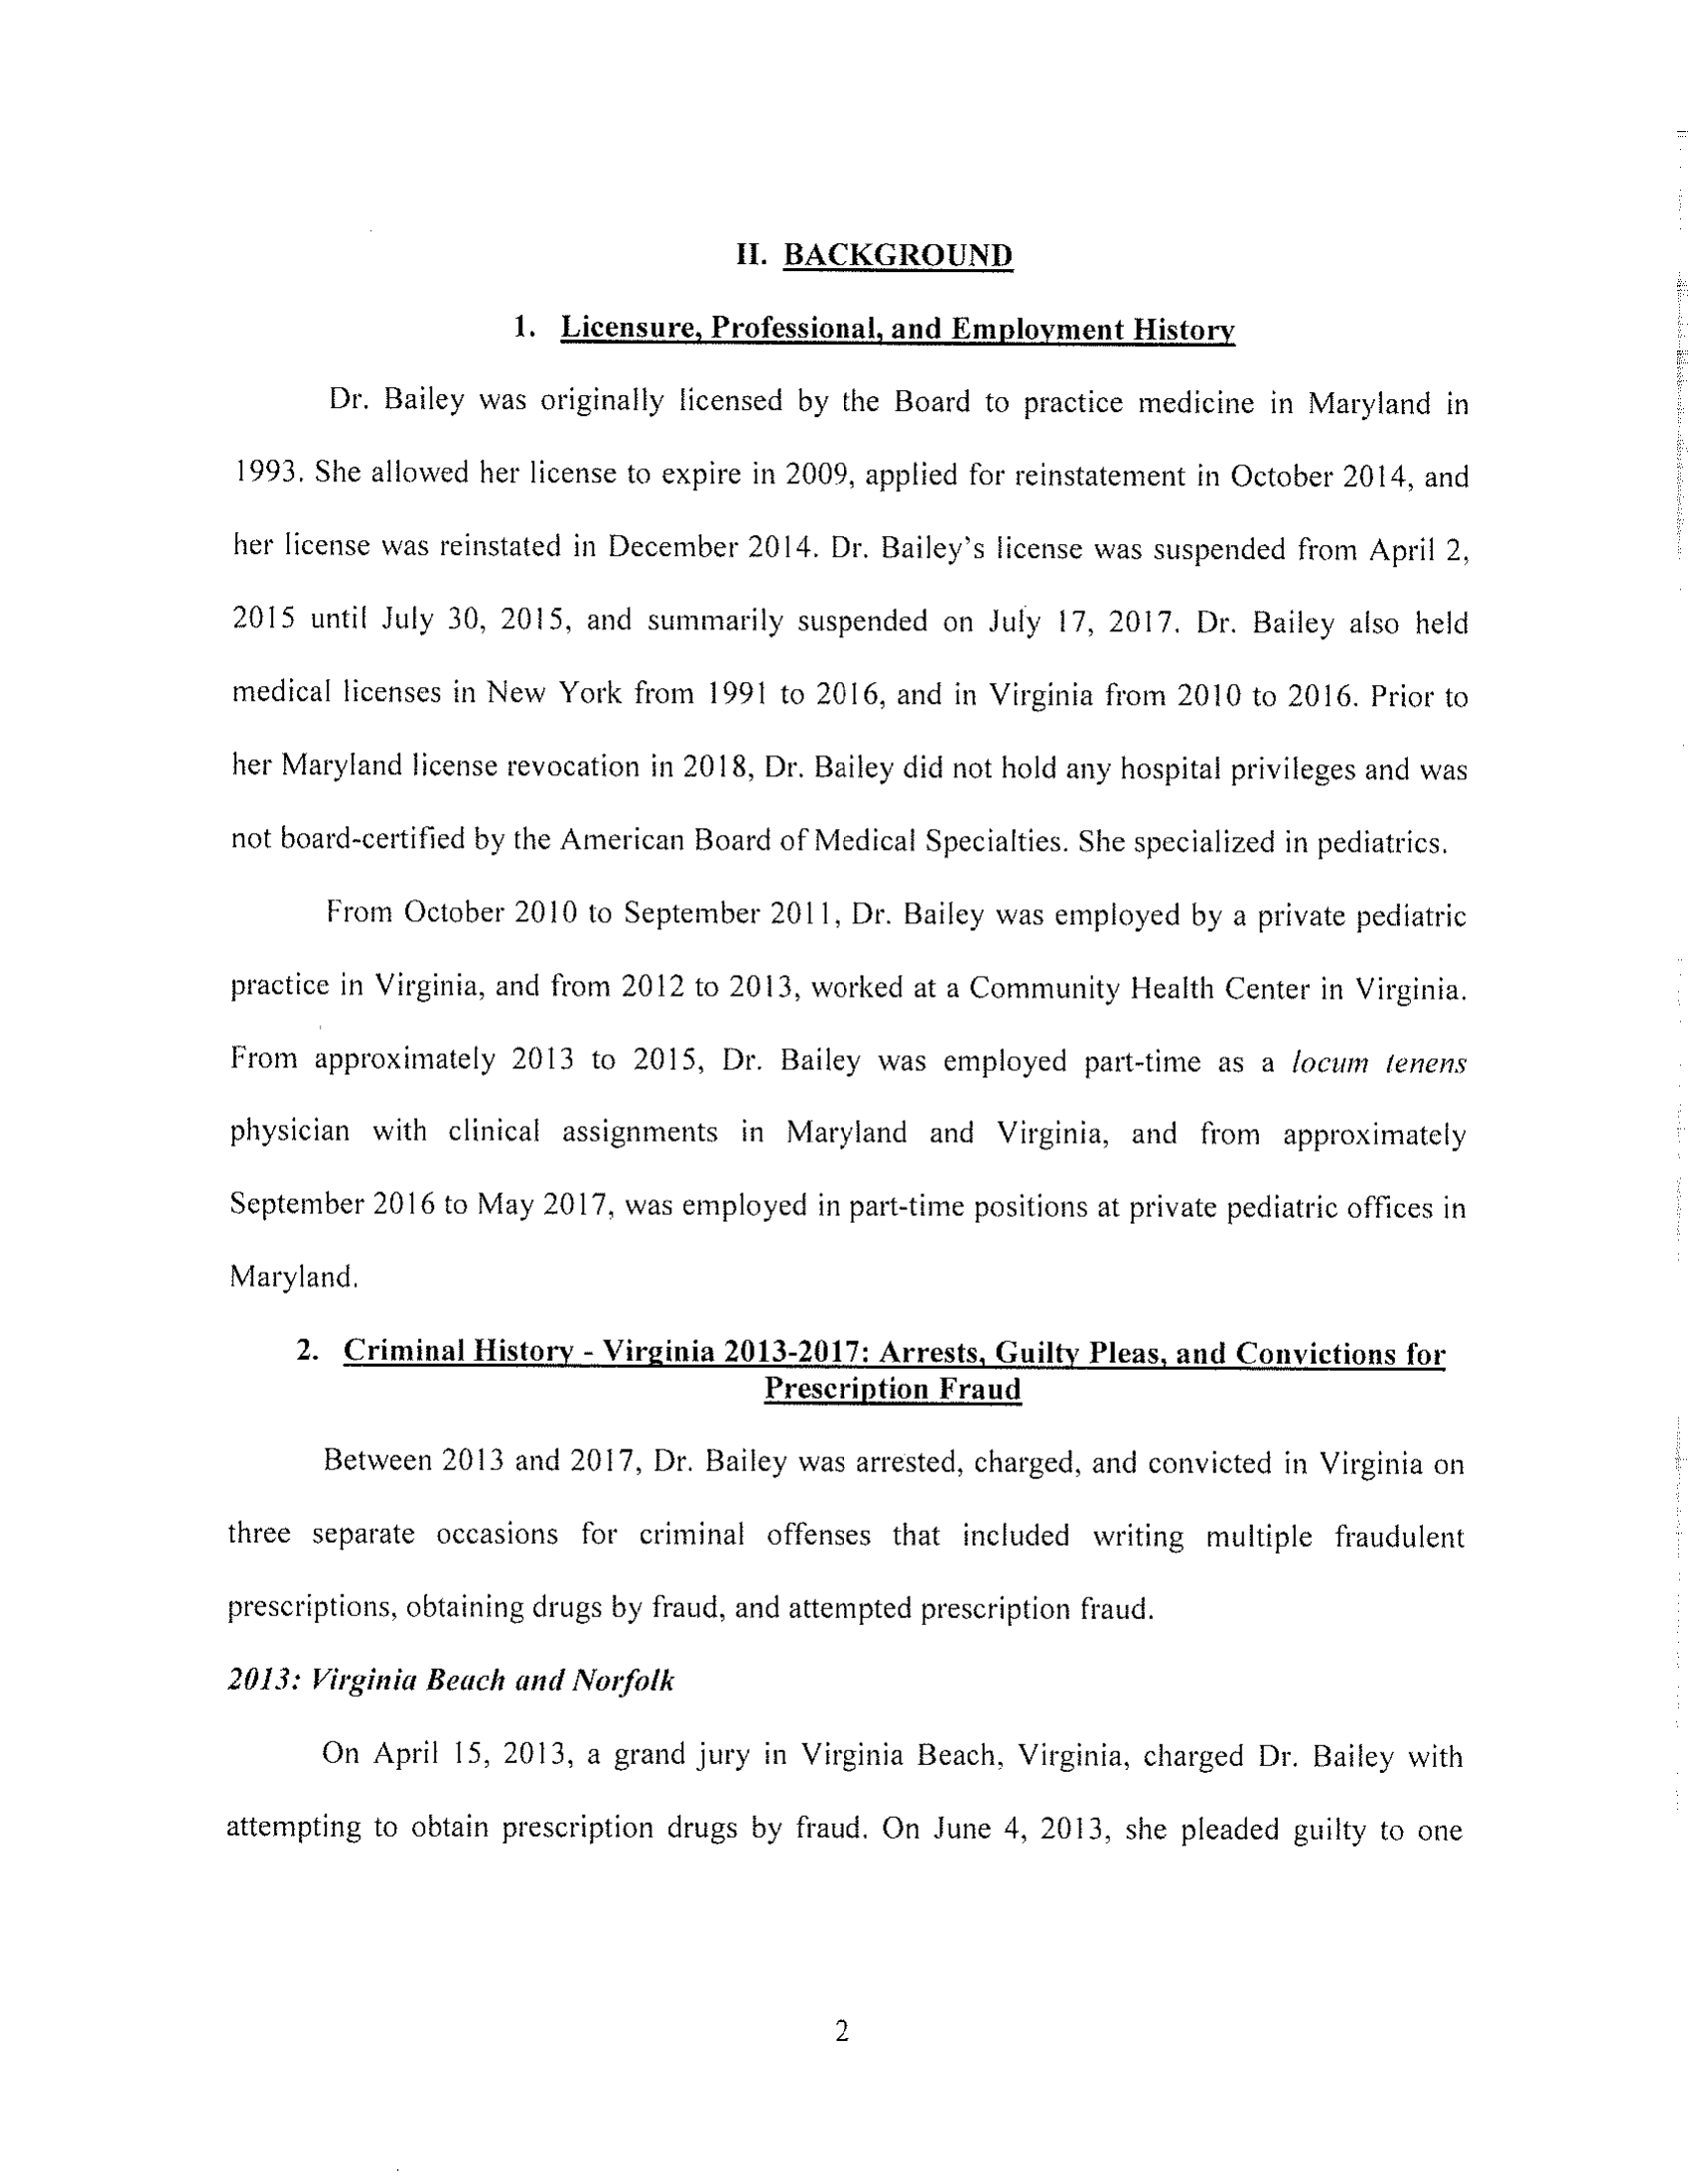 II. BACKGROUND
1. Licensure, Professional, and Employment History
Dr. Bailey was originally licensed by the Board to practice medicine in Maryland in
1993. She allowed her license to expire in 2009, applied for reinstatement in October 2014, and
her license was reinstated in December 2014. Dr. Bailey's license was suspended from April 2,
2015 until July 30, 2015, and summarily suspended on July 17, 2017. Dr. Bailey also held
medical licenses in New York from 1991 to 2016, and in Virginia from 2010 to 2016. Prior to
her Maryland license revocation in 2018, Dr. Bailey did not hold any hospital privileges and was
not board-certified by the American Board of Medical Specialties. She specialized in pediatrics.
From October 2010 to September 2011, Dr. Bailey was employed by a private pediatric
practice in Virginia, and from 2012 to 2013, worked at a Community Health Center in Virginia.
From approximately 2013 to 2015, Dr. Bailey was employed part-time as a locum tenens
physician with clinical assignments in Maryland and Virginia, and from approximately
September 2016 to May 2017, was employed in part-time positions at private pediatric offices in
Maryland.
2. Criminal History - Virginia 2013-2017: Arrests, Guilty Pleas, and Convictions for
Prescription Fraud
Between 2013 and 2017, Dr. Bailey was arrested, charged, and convicted in Virginia on
three separate occasions for criminal offenses that included writing multiple fraudulent
prescriptions, obtaining drugs by fraud, and attempted prescription fraud.
2013: Virginia Beach and Norfolk
On April 15, 2013, a grand jury in Virginia Beach, Virginia, charged Dr. Bailey with
attempting to obtain prescription drugs by fraud. On June 4, 2013, she pleaded guilty to one
2